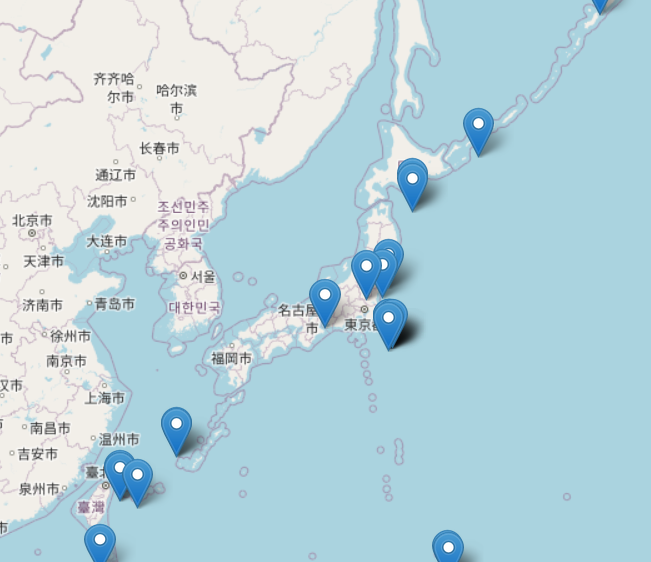 齐齐哈
尔市
哈尔滨
市
长春市
通辽市
沈阳市
조선민주
주의인민
공화국
北京市
大连市
天津市
서울
济南市
青岛市
대한민국
名古屋
市
東京都
市
徐州市
福岡市
南京市
汉市
上海市
南昌市
温州市
吉安市
臺北
泉州市
臺灣
市